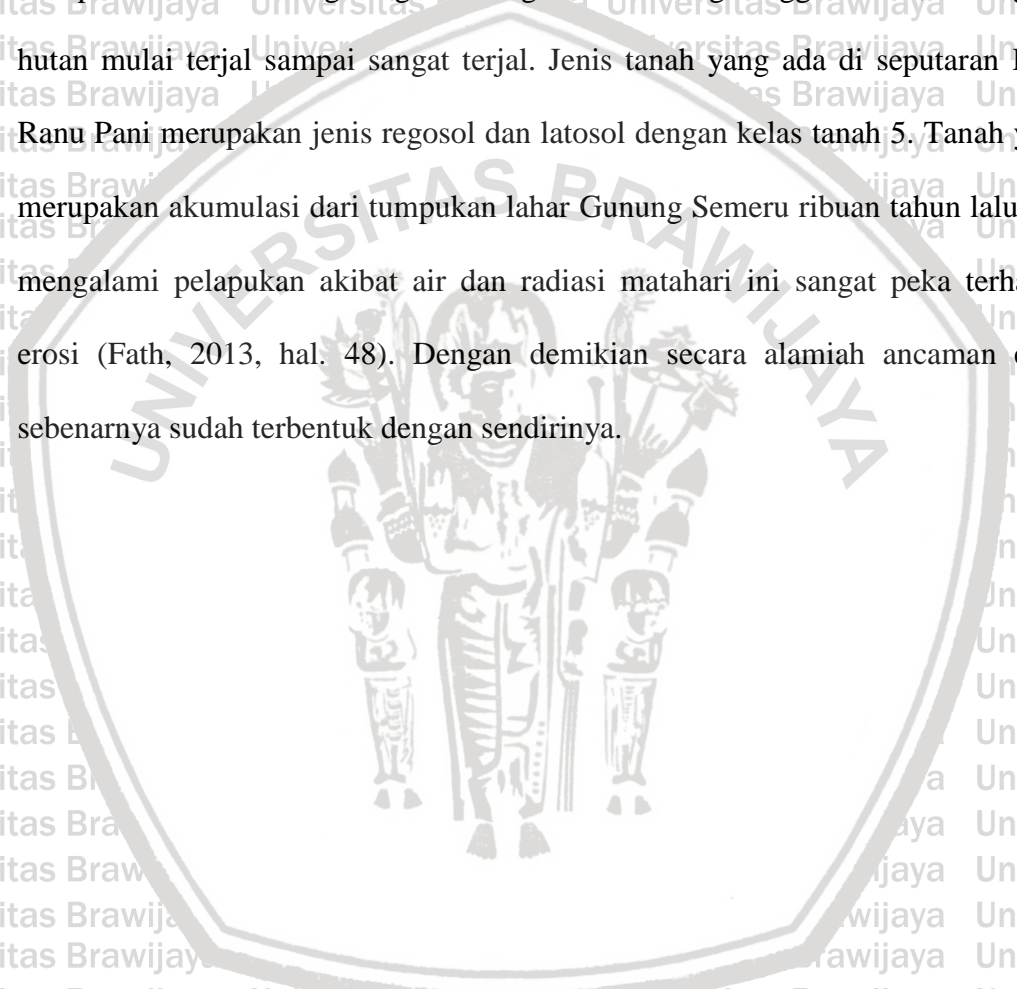 hutan mulai terjal sampai sangat terjal. Jenis tanah yang ada di seputaran
Ranu Pani merupakan jenis regosol dan latosol dengan kelas tanah 5. Tanah
merupakan akumulasi dari tumpukan lahar Gunung Semeru ribuan tahun lalu
mengalami pelapukan akibat air dan radiasi matahari ini sangat peka
erosi (Fath, 2013, hal. 48). Dengan demikian secara alamiah ancaman
sebenarnya sudah terbentuk dengan sendirinya.
UNIVERSITAS BRAWIJAYA